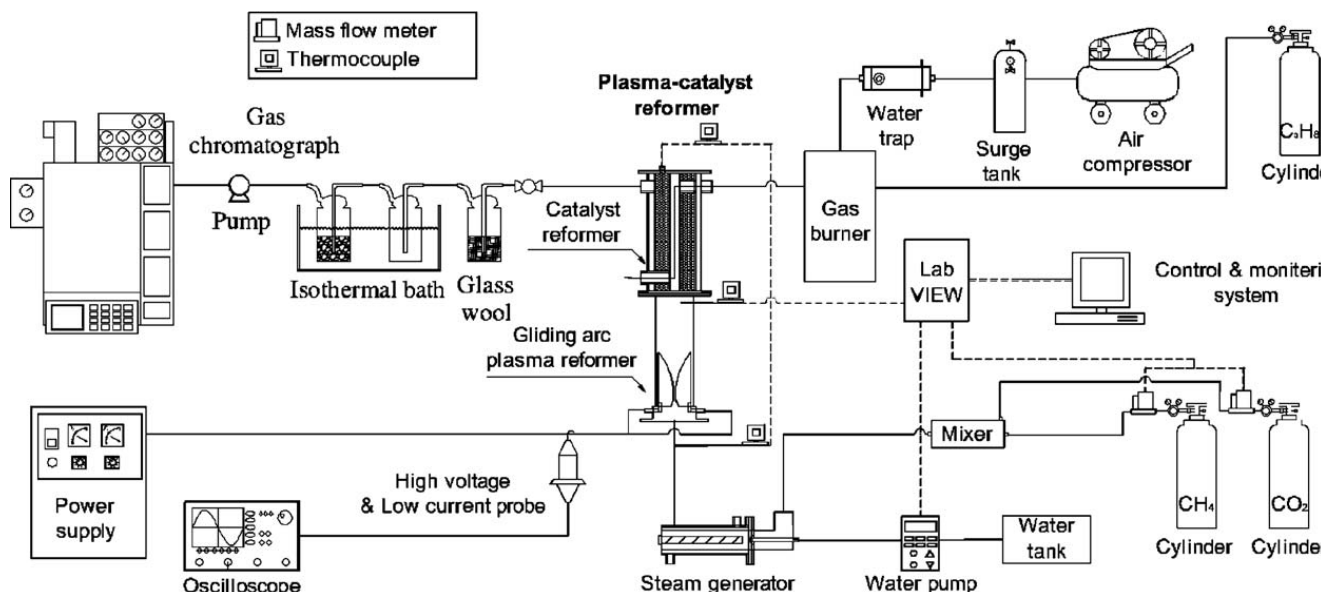 Mass flow meter
Thermocouple
Plasma-catalyst
reformer
Gas
chromatograph
Pump
Isothermal bath
Glass
wool
Catalyst
reformer
Gliding arc
plasma reformer
Water
trap
Surge
tank
Air
compressor
C₃H₈
Gas
burner
Lab
VIEW
Control & moniteri
system
Mixer
CH₄
Cylinder
CO₂
Power
supply
High voltage
& Low current probe
Oscilloscope
Steam generator
Water pump
Water
tank